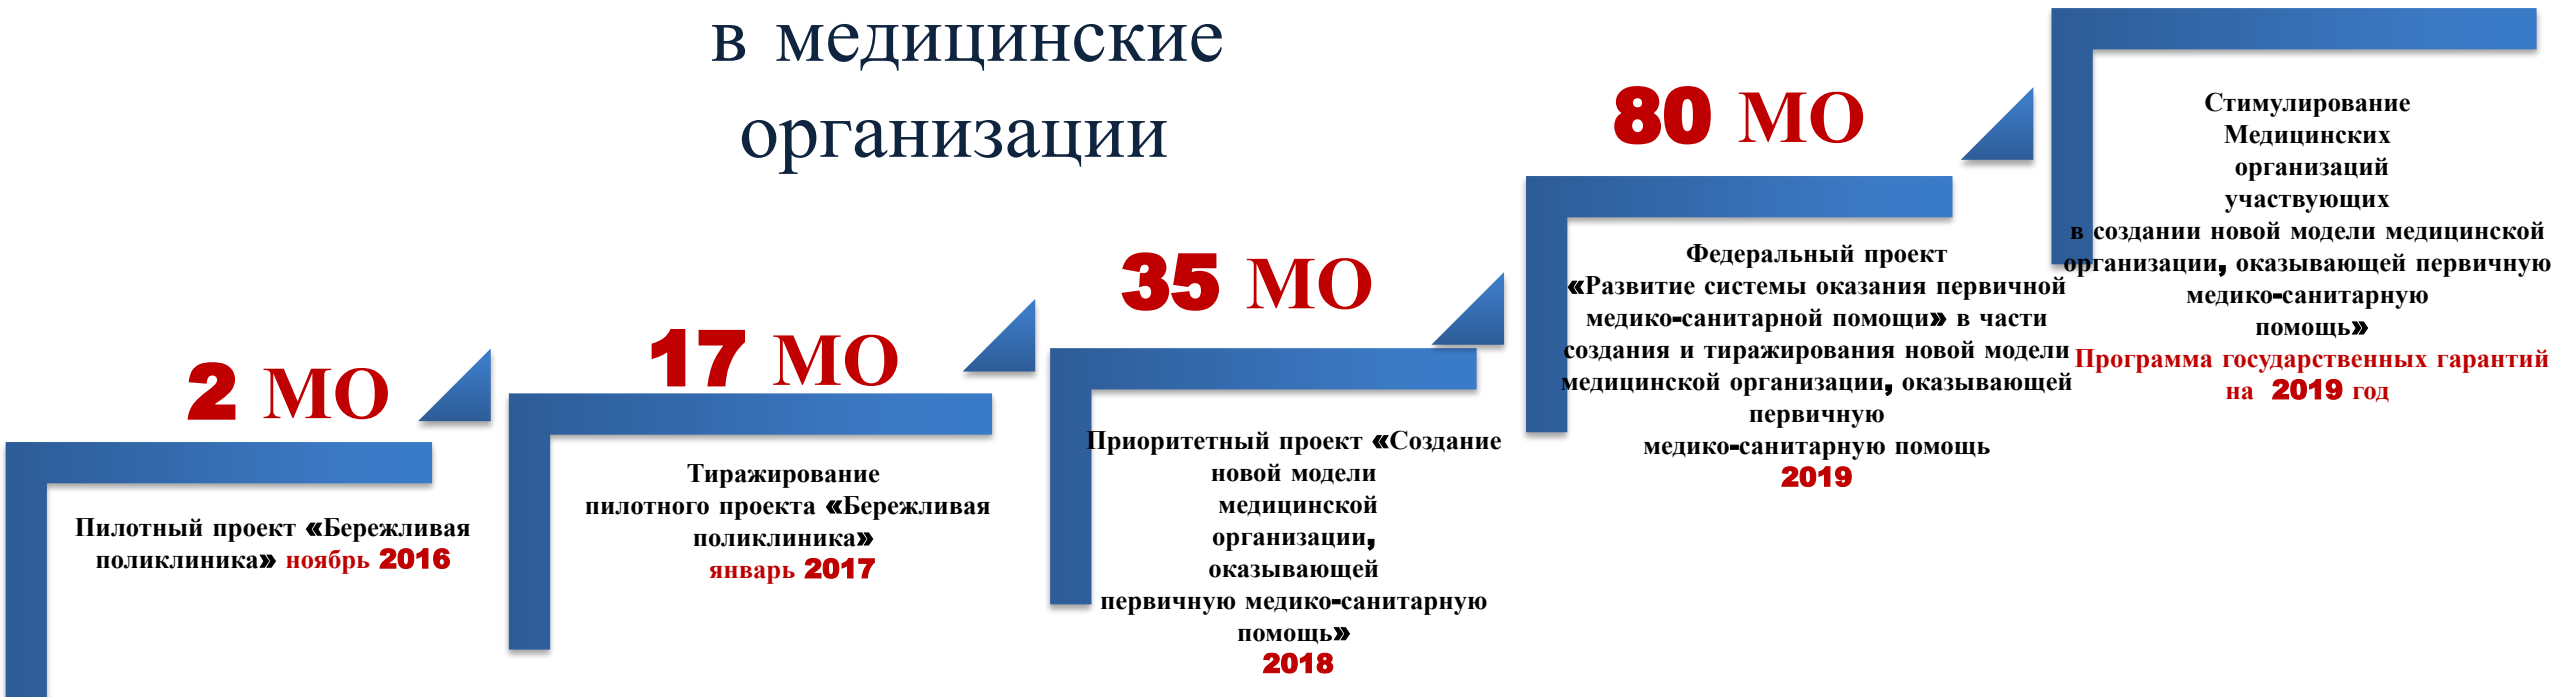 в медицинские
организации
2 МО
Пилотный проект «Бережливая
поликлиника» ноябрь 2016
17 МО
Тиражирование
пилотного проекта «Бережливая
поликлиника»
январь 2017
35 МО
Приоритетный проект «Создание
новой модели
медицинской
организации,
оказывающей
первичную медико-санитарную
помощь»
2018
80 МО
Федеральный проект
«Развитие системы оказания первичной
медико-санитарной помощи» в части
создания и тиражирования новой модели
медицинской организации, оказывающей
первичную
медико-санитарную помощь
2019
Стимулирование
Медицинских
организаций
участвующих
в создании новой модели медицинской
организации, оказывающей первичную
медико-санитарную
помощь»
Программа государственных гарантий
на 2019 год